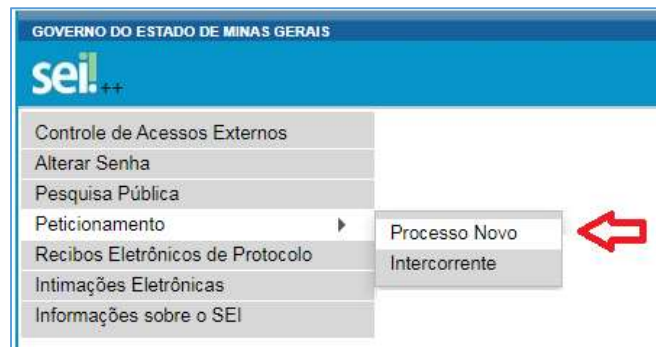 GOVERNO DO ESTADO DE MINAS GERAIS
sei! ++
Controle de Acessos Externos
Alterar Senha
Pesquisa Pública
Peticionamento
Processo Novo
Intercorrente
Recibos Eletrônicos de Protocolo
Intimações Eletrônicas
Informações sobre o SEI